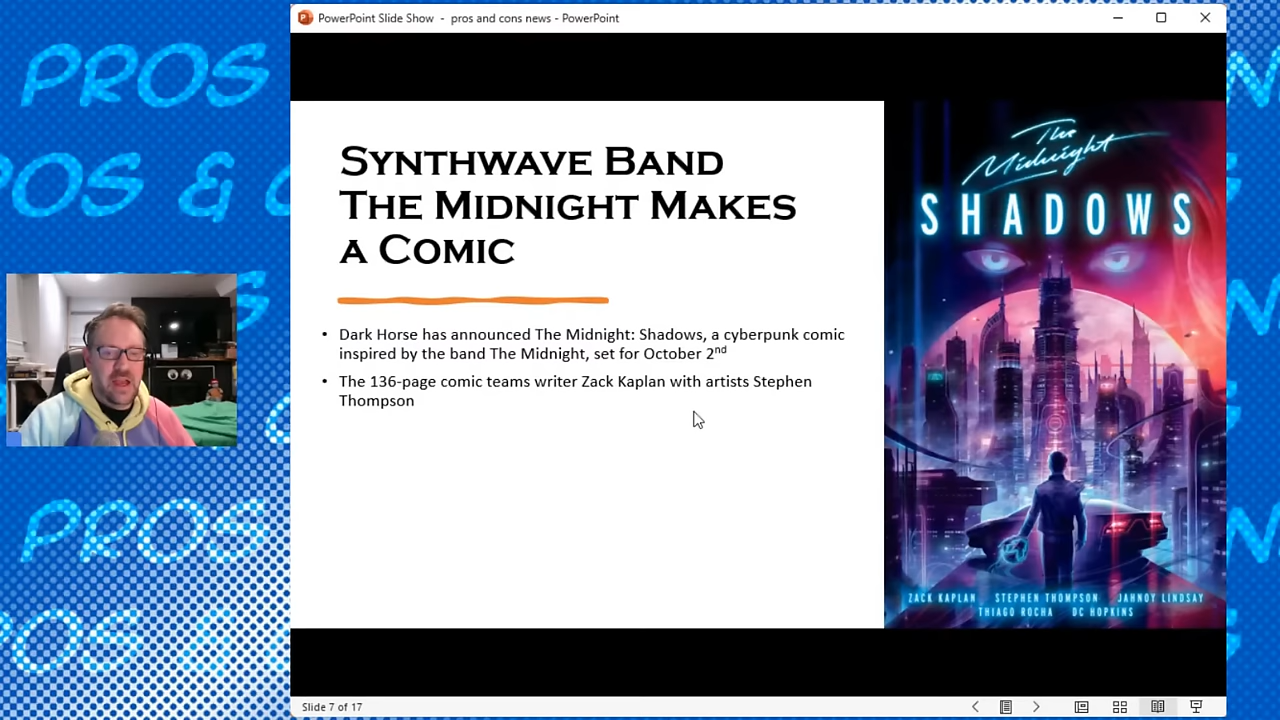 PowerPoint Slide Show - pros and cons news - PowerPoint
PROS
POS & C
PROS
POS
Synthwave Band
The Midnight Makes
a Comic
• Dark Horse has announced The Midnight: Shadows, a cyberpunk comic
inspired by the band The Midnight, set for October 2nd
• The 136-page comic teams writer Zack Kaplan with artists Stephen
Thompson
The
Midnight
SHADOWS
ZACK KAPLAN STEPHEN THOMPSON JAHNOY LINDSAY
THIAGO ROCHA DC HOPKINS
Slide 7 of 17